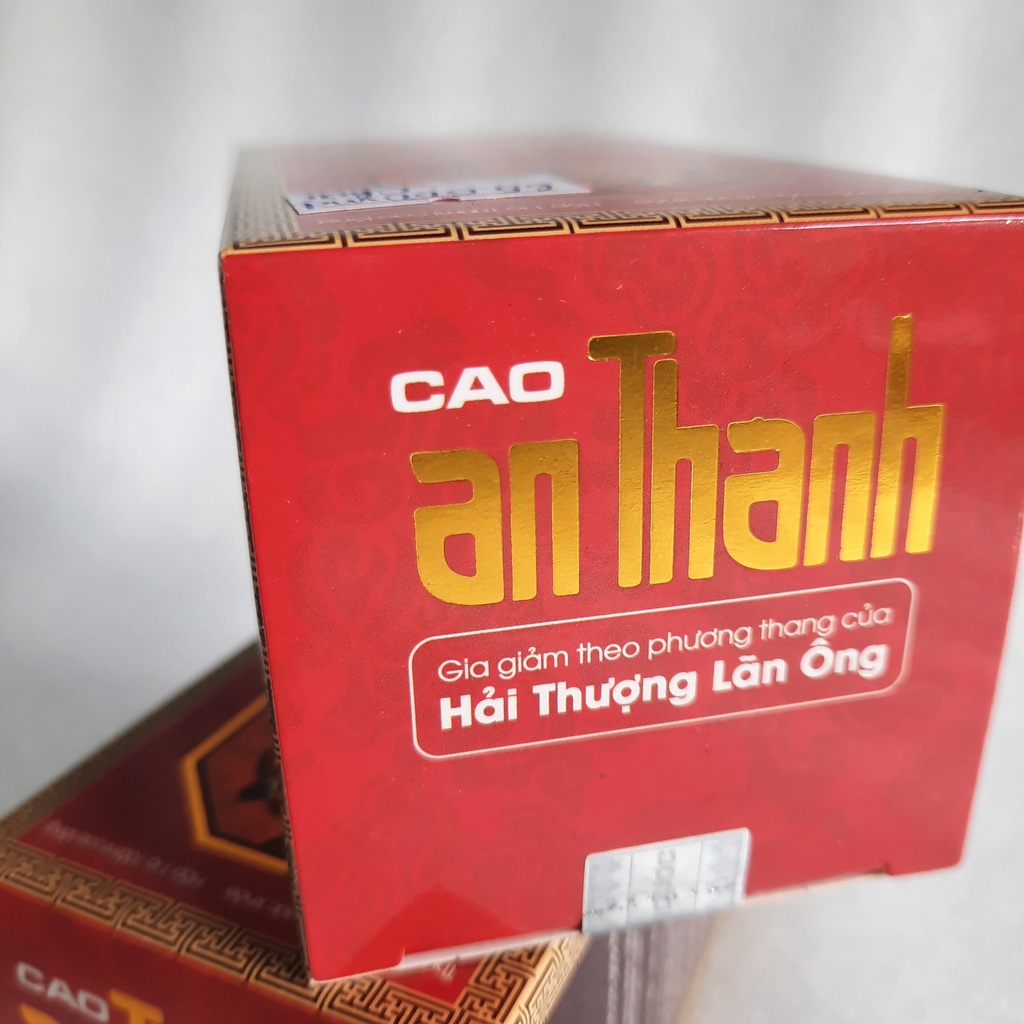 CAO
an Thanh
Gia giảm theo phương thang của
Hải Thượng Lãn Ông
CAO